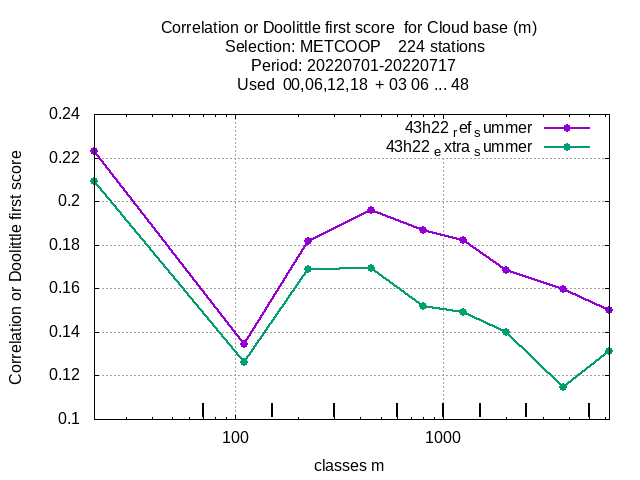 Correlation or Doolittle first score  for Cloud base (m)
Selection: METCOOP    224 stations
Period: 20220701-20220717
Used  00,06,12,18  + 03 06 ... 48
43h22 ref summer
43h22 extra summer
Correlation or Doolittle first score
0.24
0.22
0.2
0.18
0.16
0.14
0.12
0.1
100
1000
classes m